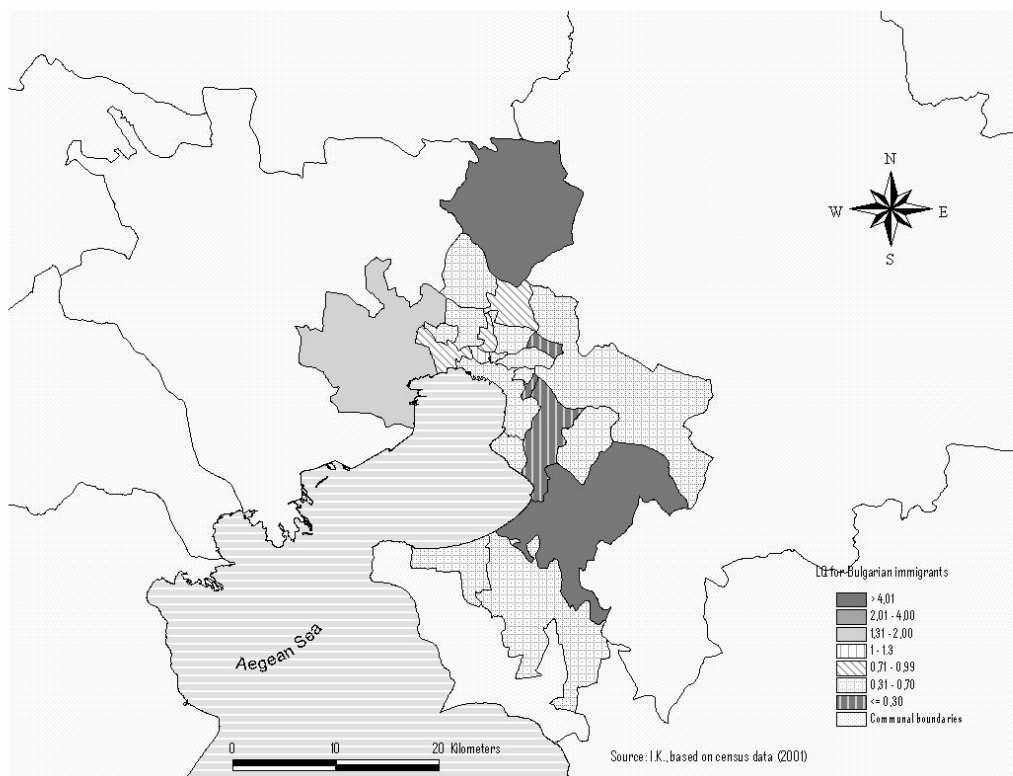 N
W E
S
LQ for Bulgarian immigrants
> 4,01
2,01 - 4,00
1,31 - 2,00
1 - 1,3
0,71 - 0,99
0,31 - 0,70
<= 0,30
Communal boundaries
Aegean Sea
0 10 20 Kilometers
Source: I.K., based on census data (2001)